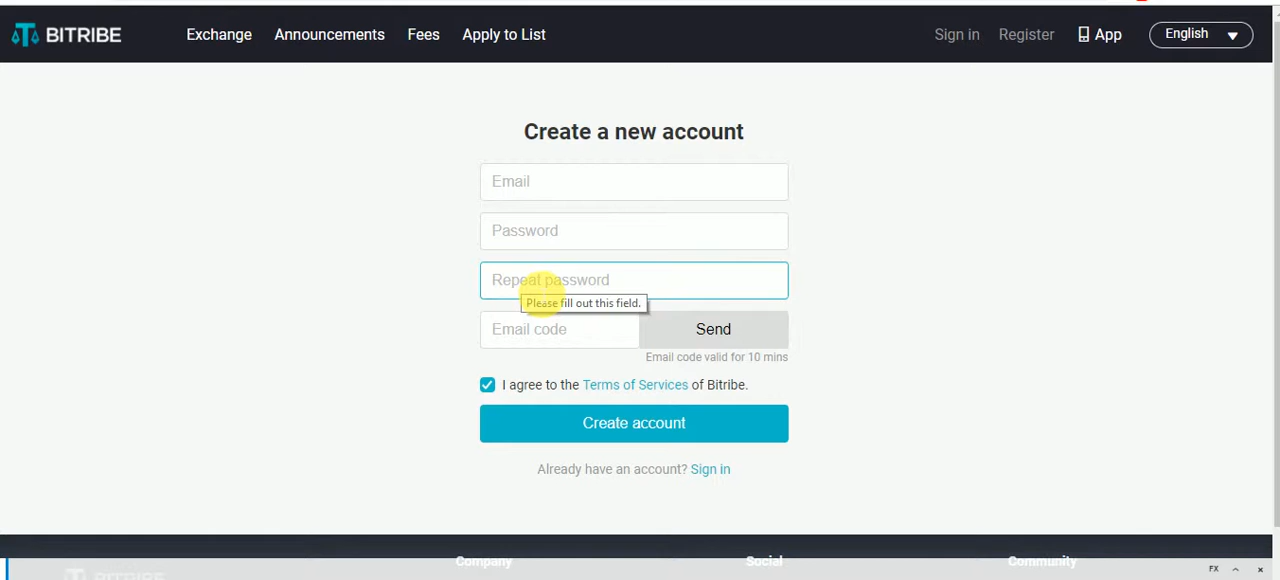 BITRIBE Exchange Announcements Fees Apply to List Sign in Register App English
Create a new account
Email
Password
Repeat password
Please fill out this field.
Email code Send
Email code valid for 10 mins
I agree to the Terms of Services of Bitribe.
Create account
Already have an account? Sign in
Company Social Community
BITRIBE
FX